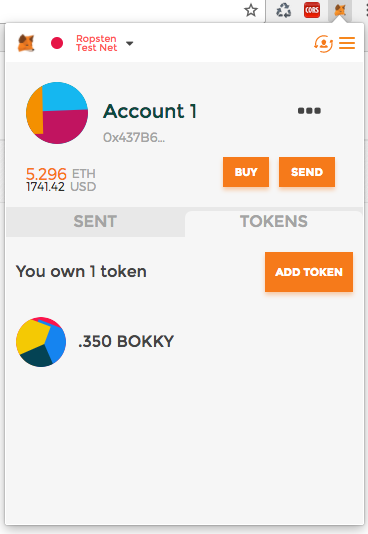 CORS
Ropsten
Test Net
Account 1
0x437B6...
5.296 ETH
1741.42 USD
BUY
SEND
SENT
TOKENS
You own 1 token
ADD TOKEN
.350 BOKKY